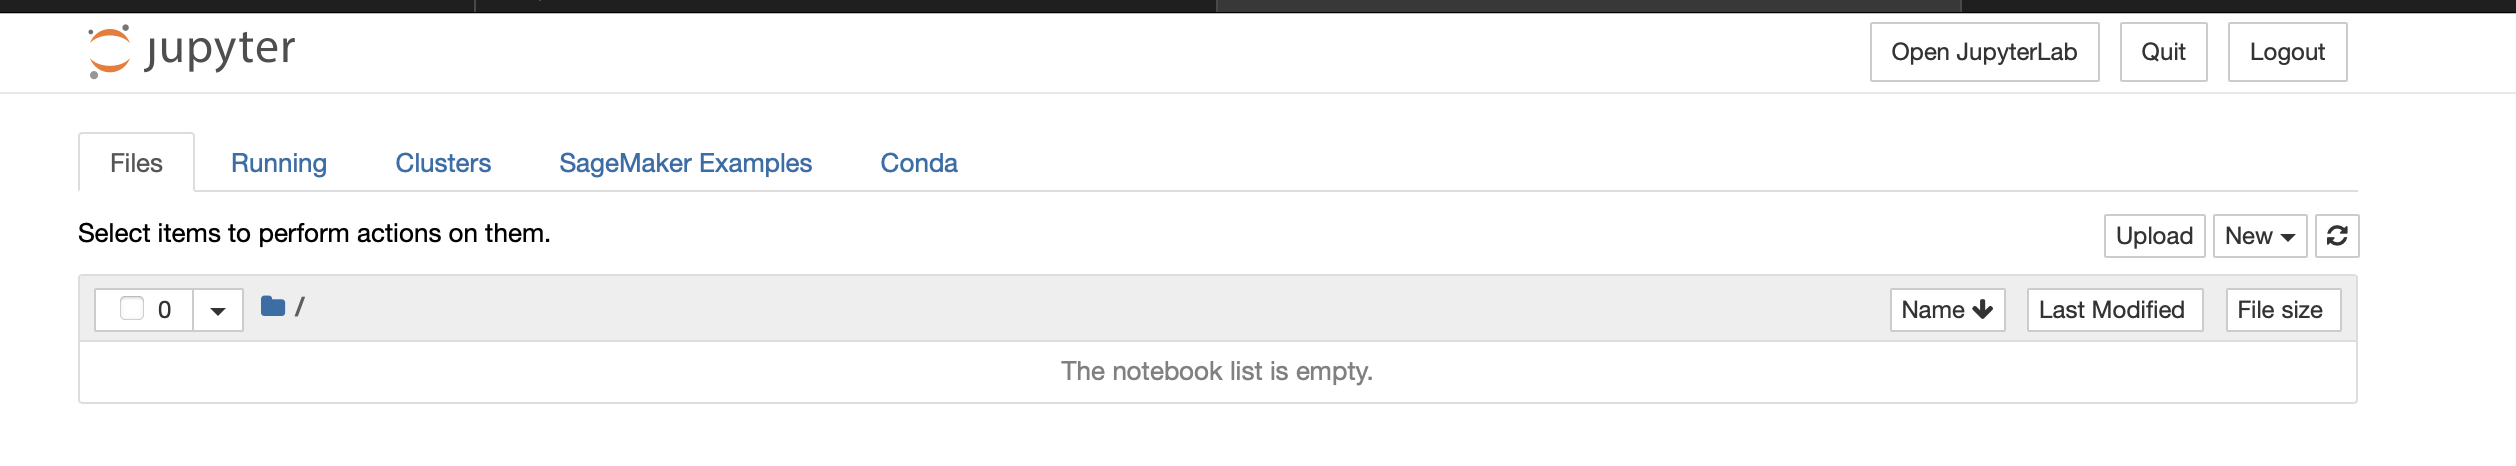 jupyter
Open JupyterLab Quit Logout
Files Running Clusters SageMaker Examples Conda
Select items to perform actions on them.
Upload New
0 / Name Last Modified File size
The notebook list is empty.